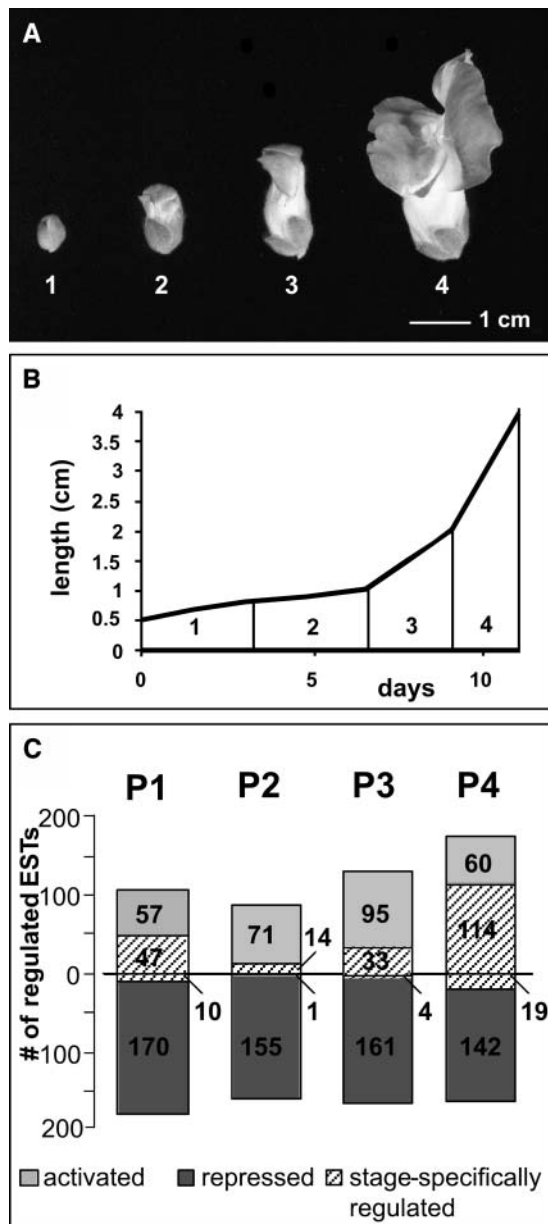 A
1 2 3 4
1 cm
B
length (cm)
4
3.5
3
2.5
2
1.5
1
0.5
0
1 2 3 4
0 5 10
days
C
P1 P2 P3 P4
# of regulated ESTs
200
100
0
100
200
57 71 95 60
47 14 33 114
10 1 4 19
170 155 161 142
activated repressed stage-specifically
regulated